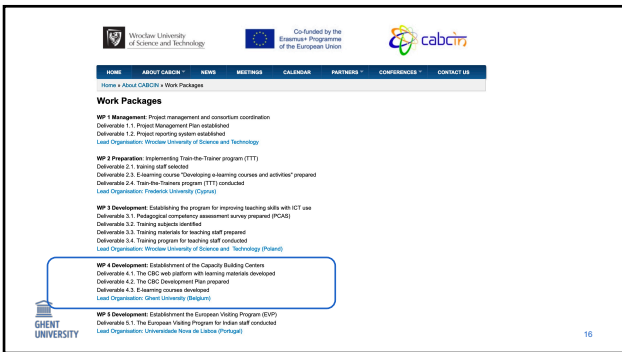 Wroclaw University
of Science and Technology
Co-funded by the
Erasmus+ Programme
of the European Union
cabcin
HOME ABOUT CABCIN NEWS MEETINGS CALENDAR PARTNERS CONFERENCES CONTACT US
Home » About CABCIN » Work Packages
Work Packages
WP 1 Management: Project management and consortium coordination
Deliverable 1.1. Project Management Plan established
Deliverable 1.2. Project reporting system established
Lead Organisation: Wroclaw University of Science and Technology
WP 2 Preparation: Implementing Train-the-Trainer program (TTT)
Deliverable 2.1. training staff selected
Deliverable 2.3. E-learning course "Developing e-learning courses and activities" prepared
Deliverable 2.4. Train-the-Trainers program (TTT) conducted
Lead Organisation: Frederick University (Cyprus)
WP 3 Development: Establishing the program for improving teaching skills with ICT use
Deliverable 3.1. Pedagogical competency assessment survey prepared (PCAS)
Deliverable 3.2. Training subjects identified
Deliverable 3.3. Training materials for teaching staff prepared
Deliverable 3.4. Training program for teaching staff conducted
Lead Organisation: Wroclaw University of Science and Technology (Poland)
WP 4 Development: Establishment of the Capacity Building Centers
Deliverable 4.1. The CBC web platform with learning materials developed
Deliverable 4.2. The CBC Development Plan prepared
Deliverable 4.3. E-learning courses developed
Lead Organisation: Ghent University (Belgium)
WP 5 Development: Establishment the European Visiting Program (EVP)
Deliverable 5.1. The European Visiting Program for Indian staff conducted
Lead Organisation: Universidade Nova de Lisboa (Portugal)
GHENT
UNIVERSITY
16